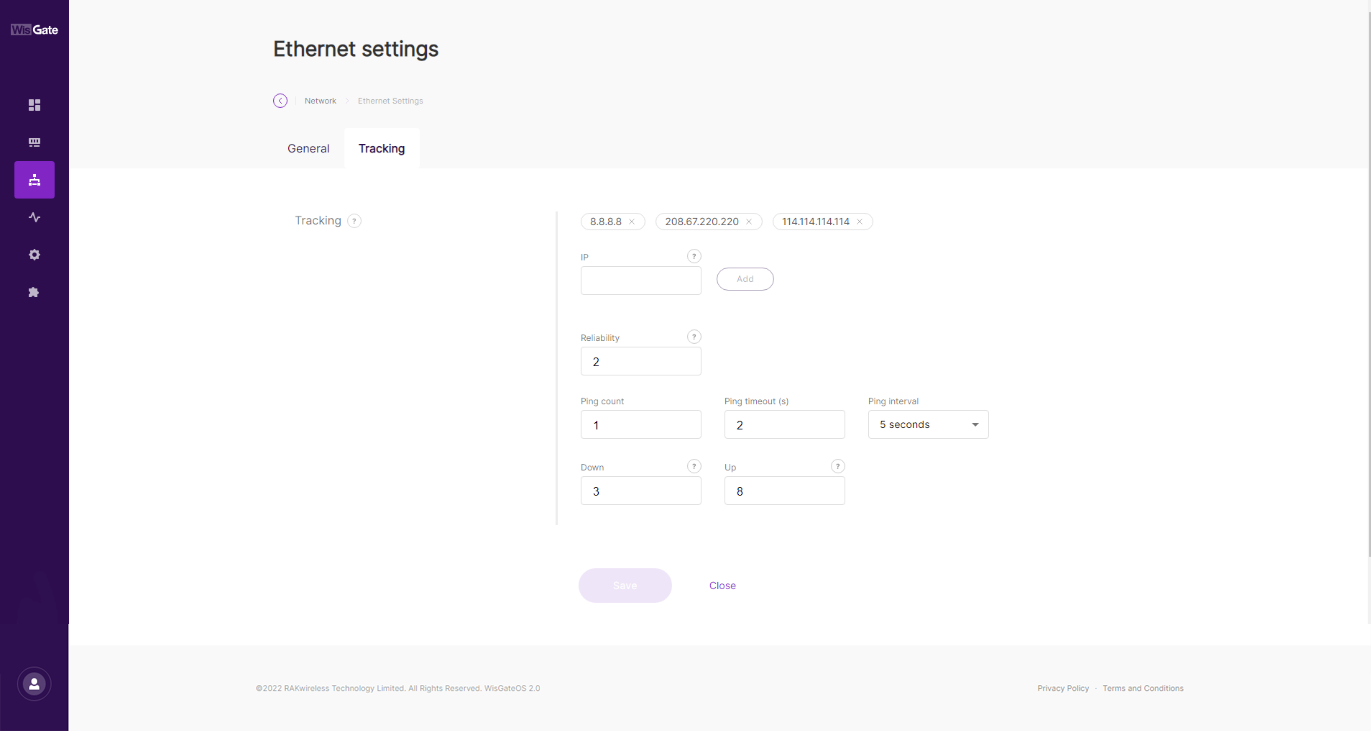 WisGate
Ethernet settings
Network Ethernet Settings
General Tracking
Tracking ?
8.8.8.8 × 208.67.220.220 × 114.114.114.114 ×
IP ?
Add
Reliability ?
2
Ping count Ping timeout (s) Ping interval
1 2 5 seconds
Down ? Up ?
3 8
Save Close
©2022 RAKwireless Technology Limited. All Rights Reserved. WisGateOS 2.0 Privacy Policy - Terms and Conditions